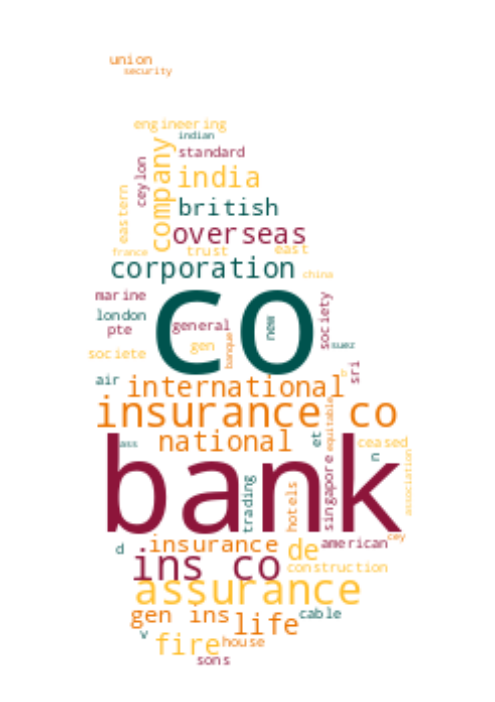 union
security
engineering
indian
standard
company
ceylon
india
eastern
british
overseas
france
trust
east
corporation
china
marine
co
london
new
society
pte
general
banque
gen
suez
societe
sri
b
air
international
insurance co
equitable
national
et
ass
ceased
bank
c
association
singapore
trading
hotels
d
insurance
de
american
cey
ins co
construction
assurance
gen ins
life
cable
v
fire
house
sons